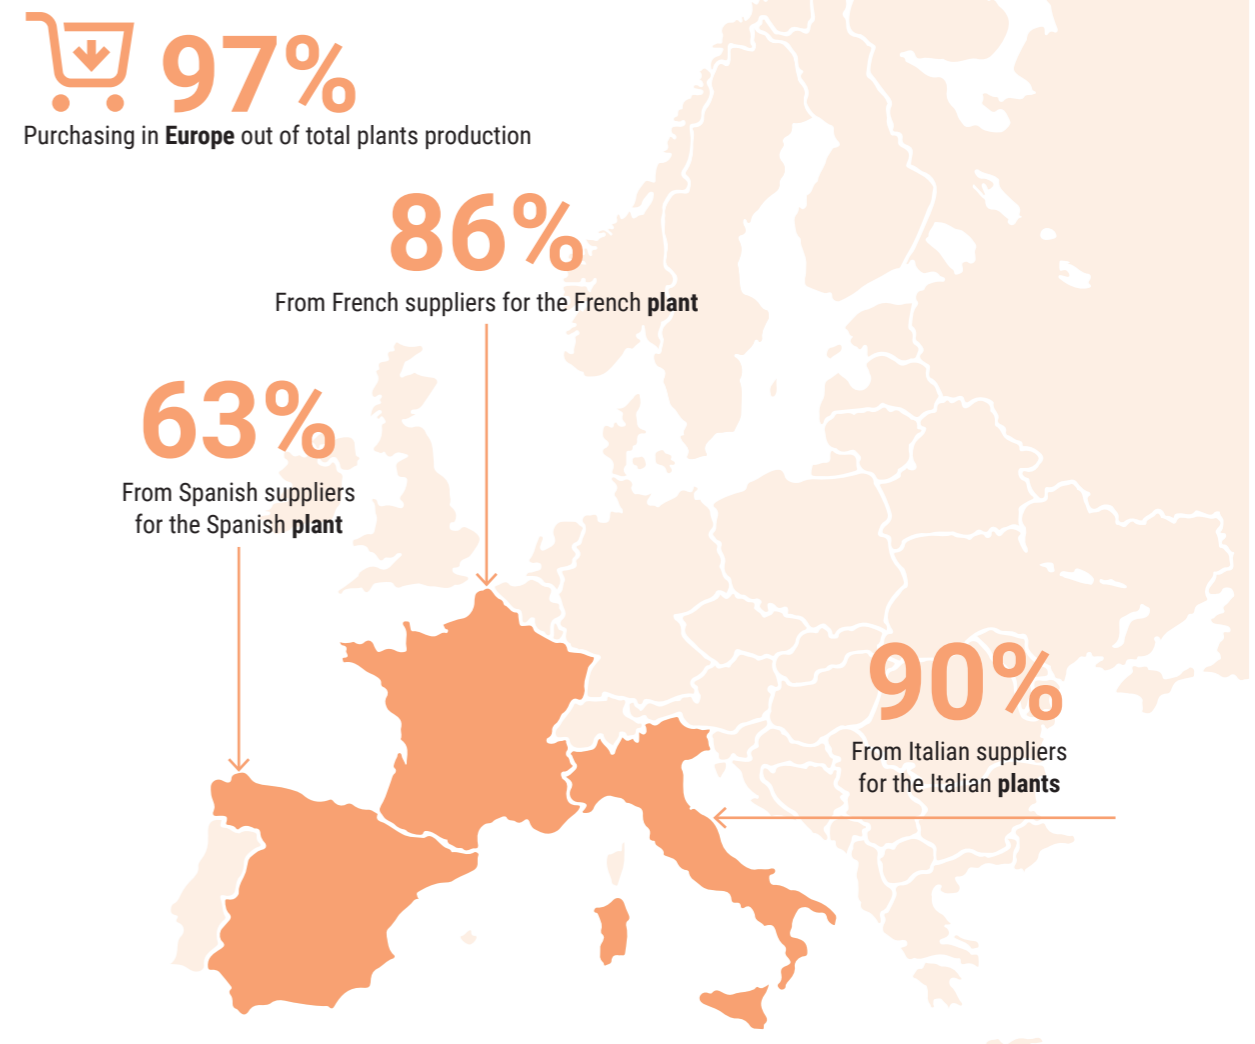 97%
Purchasing in Europe out of total plants production
86%
From French suppliers for the French plant
63%
From Spanish suppliers
for the Spanish plant
90%
From Italian suppliers
for the Italian plants